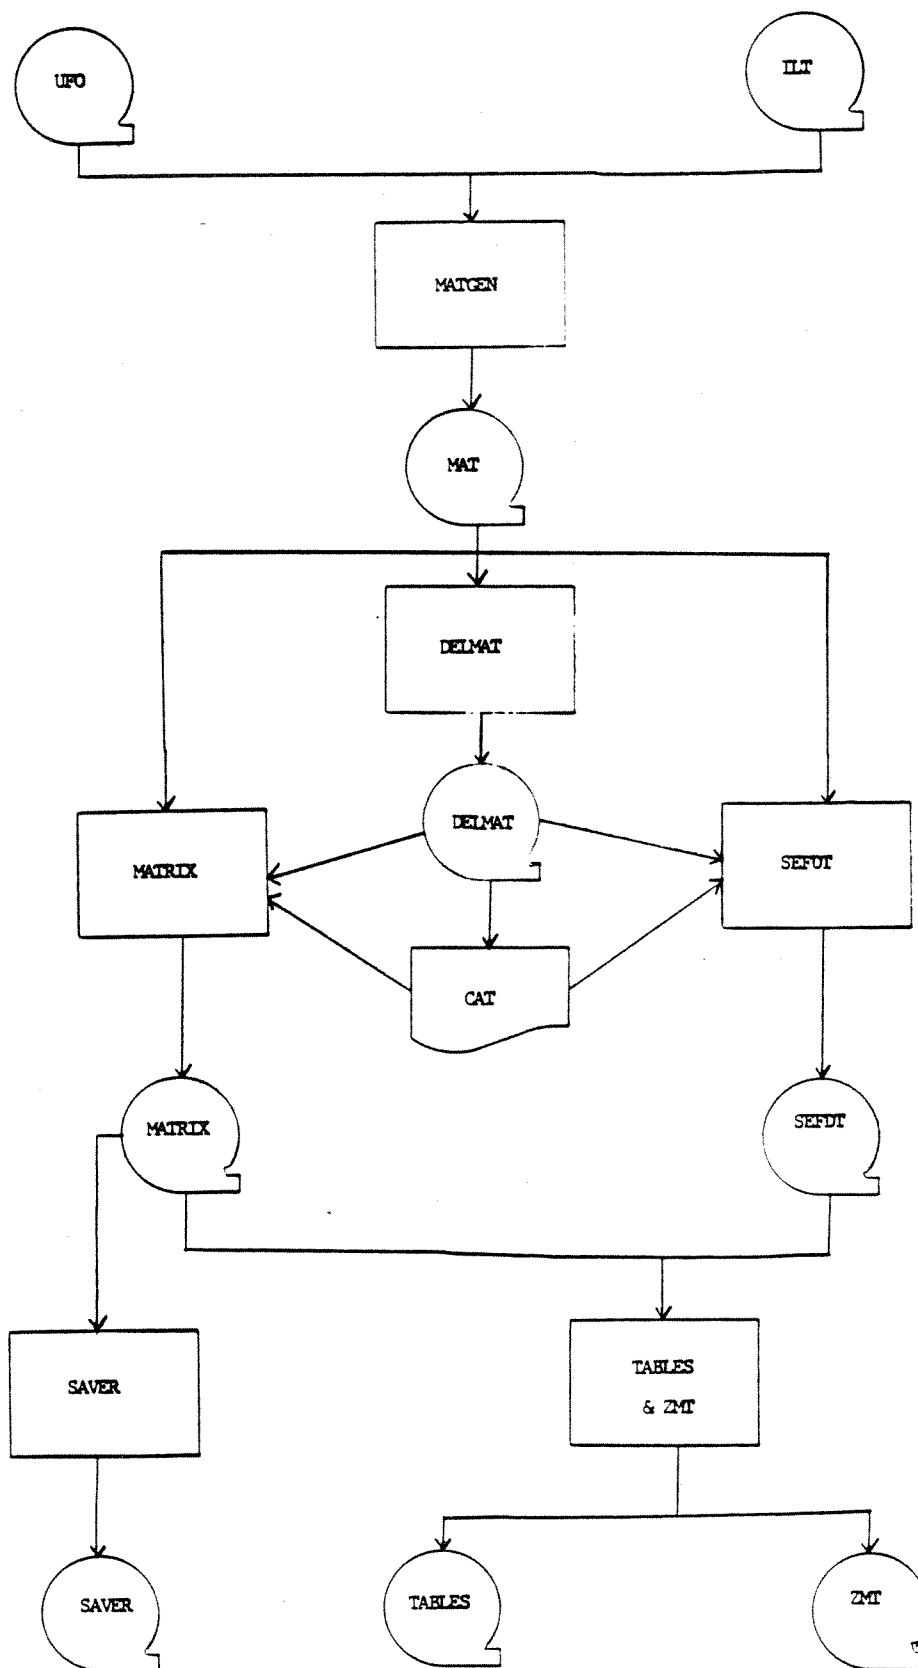 UFO
ILT
MATGEN
MAT
DELMAT
DELMAT
MATRIX
SEFDT
CAT
MATRIX
SEFDT
SAVER
TABLES
& ZMT
SAVER
TABLES
ZMT